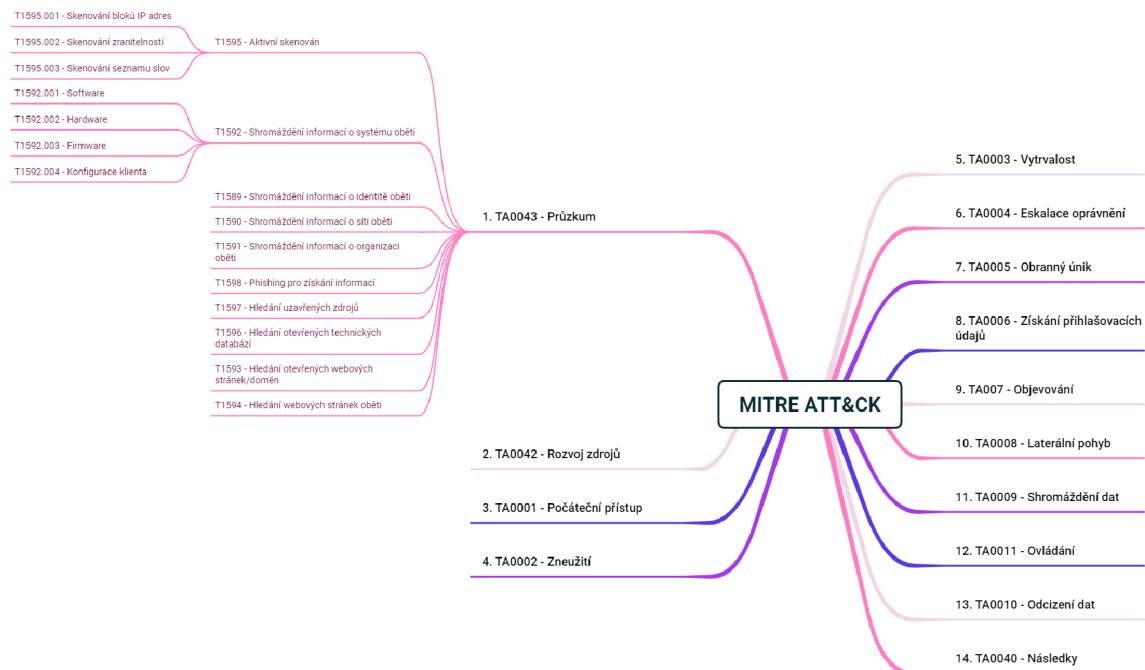 T1595.001 - Skenování bloků IP adres
T1595.002 - Skenování zranitelností
T1595.003 - Skenování seznamu slov
T1595 - Aktivní skenován
T1592.001 - Software
T1592.002 - Hardware
T1592.003 - Firmware
T1592.004 - Konfigurace klienta
T1592 - Shromáždění informací o systému oběti
T1589 - Shromáždění informací o identitě oběti
T1590 - Shromáždění informací o síti oběti
T1591 - Shromáždění informací o organizaci
oběti
T1598 - Phishing pro získání informací
T1597 - Hledání uzavřených zdrojů
T1596 - Hledání otevřených technických
databází
T1593 - Hledání otevřených webových
stránek/domén
T1594 - Hledání webových stránek oběti
1. TA0043 - Průzkum
2. TA0042 - Rozvoj zdrojů
3. TA0001 - Počáteční přístup
4. TA0002 - Zneužití
MITRE ATT&CK
5. TA0003 - Vytrvalost
6. TA0004 - Eskalace oprávnění
7. TA0005 - Obranný únik
8. TA0006 - Získání přihlašovacích
údajů
9. TA007 - Objevování
10. TA0008 - Laterální pohyb
11. TA0009 - Shromáždění dat
12. TA0011 - Ovládání
13. TA0010 - Odcizení dat
14. TA0040 - Následky